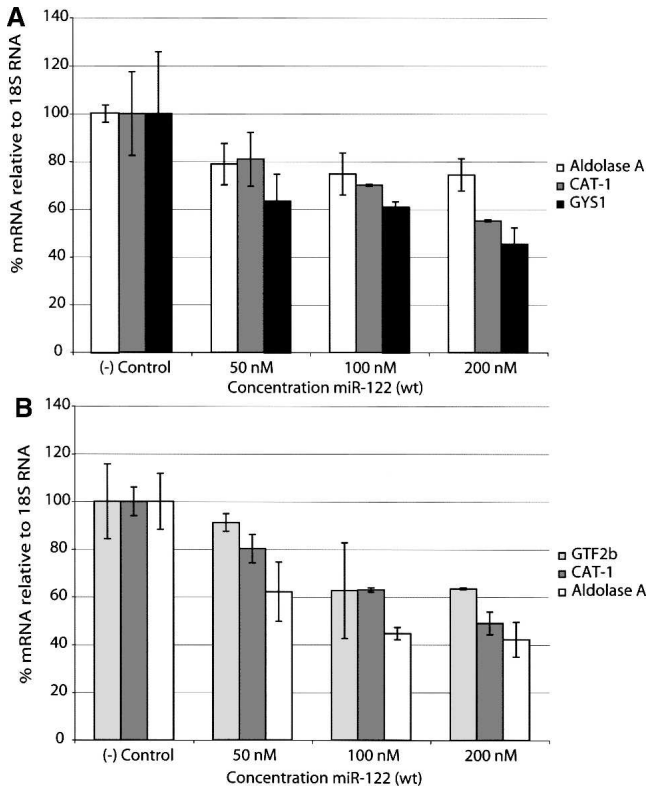 A
140
120
100
80
60
40
20
0
% mRNA relative to 18S RNA
(-) Control 50 nM 100 nM 200 nM
Concentration miR-122 (wt)
Aldolase A
CAT-1
GYS1
B
140
120
100
80
60
40
20
0
% mRNA relative to 18S RNA
(-) Control 50 nM 100 nM 200 nM
Concentration miR-122 (wt)
GTF2b
CAT-1
Aldolase A